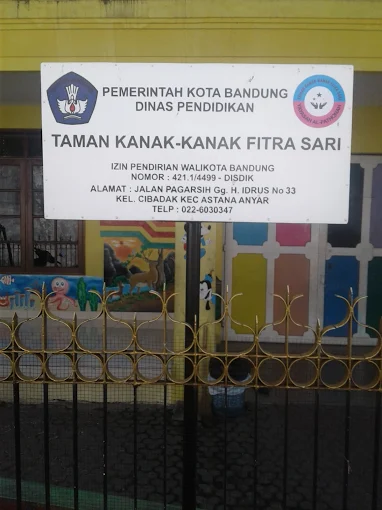 PEMERINTAH KOTA BANDUNG
DINAS PENDIDIKAN
TAMAN KANAK-KANAK FITRA SARI
IZIN PENDIRIAN WALIKOTA BANDUNG
NOMOR : 421.1/4499 - DISDIK
ALAMAT : JALAN PAGARSIH Gg. H. IDRUS No 33
KEL. CIBADAK KEC ASTANA ANYAR
TELP : 022-6030347